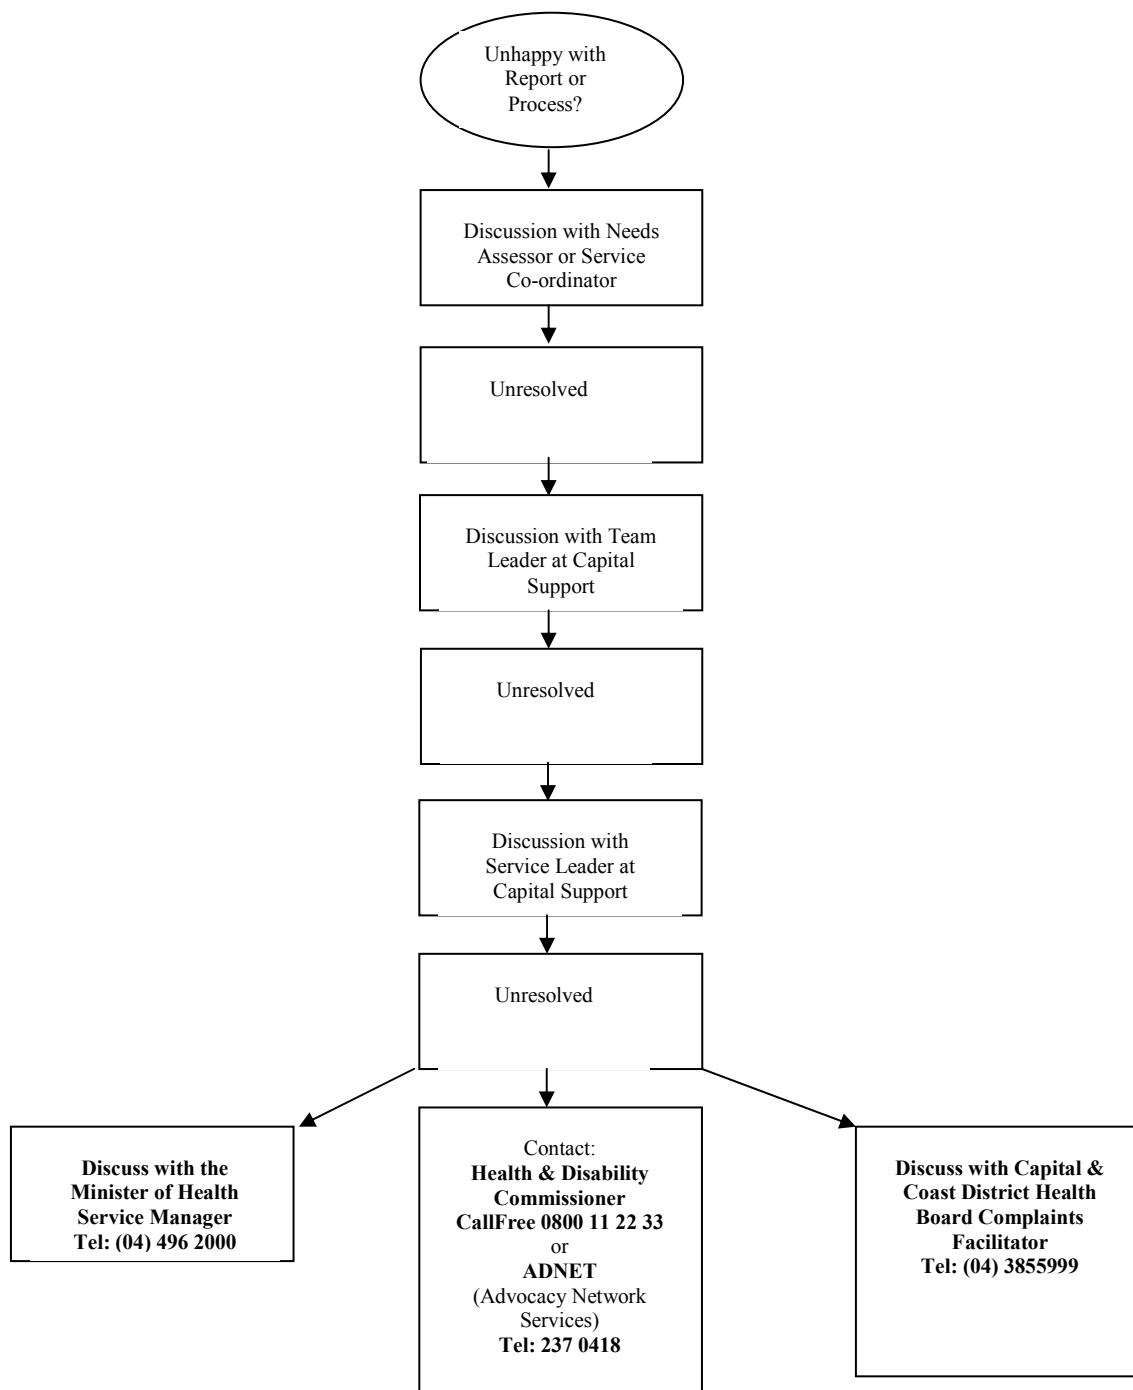 Unhappy with
Report or
Process?
Discussion with Needs
Assessor or Service
Co-ordinator
Unresolved
Discussion with Team
Leader at Capital
Support
Unresolved
Discussion with
Service Leader at
Capital Support
Unresolved
Discuss with the
Minister of Health
Service Manager
Tel: (04) 496 2000
Contact:
Health & Disability
Commissioner
CallFree 0800 11 22 33
or
ADNET
(Advocacy Network
Services)
Tel: 237 0418
Discuss with Capital &
Coast District Health
Board Complaints
Facilitator
Tel: (04) 3855999